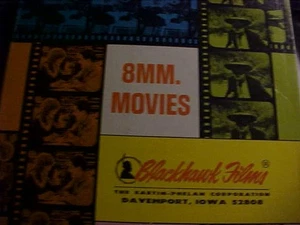 8MM.
MOVIES
Blackhawk Films ®
THE EASTIN-PHELAN CORPORATION
DAVENPORT, IOWA 52808